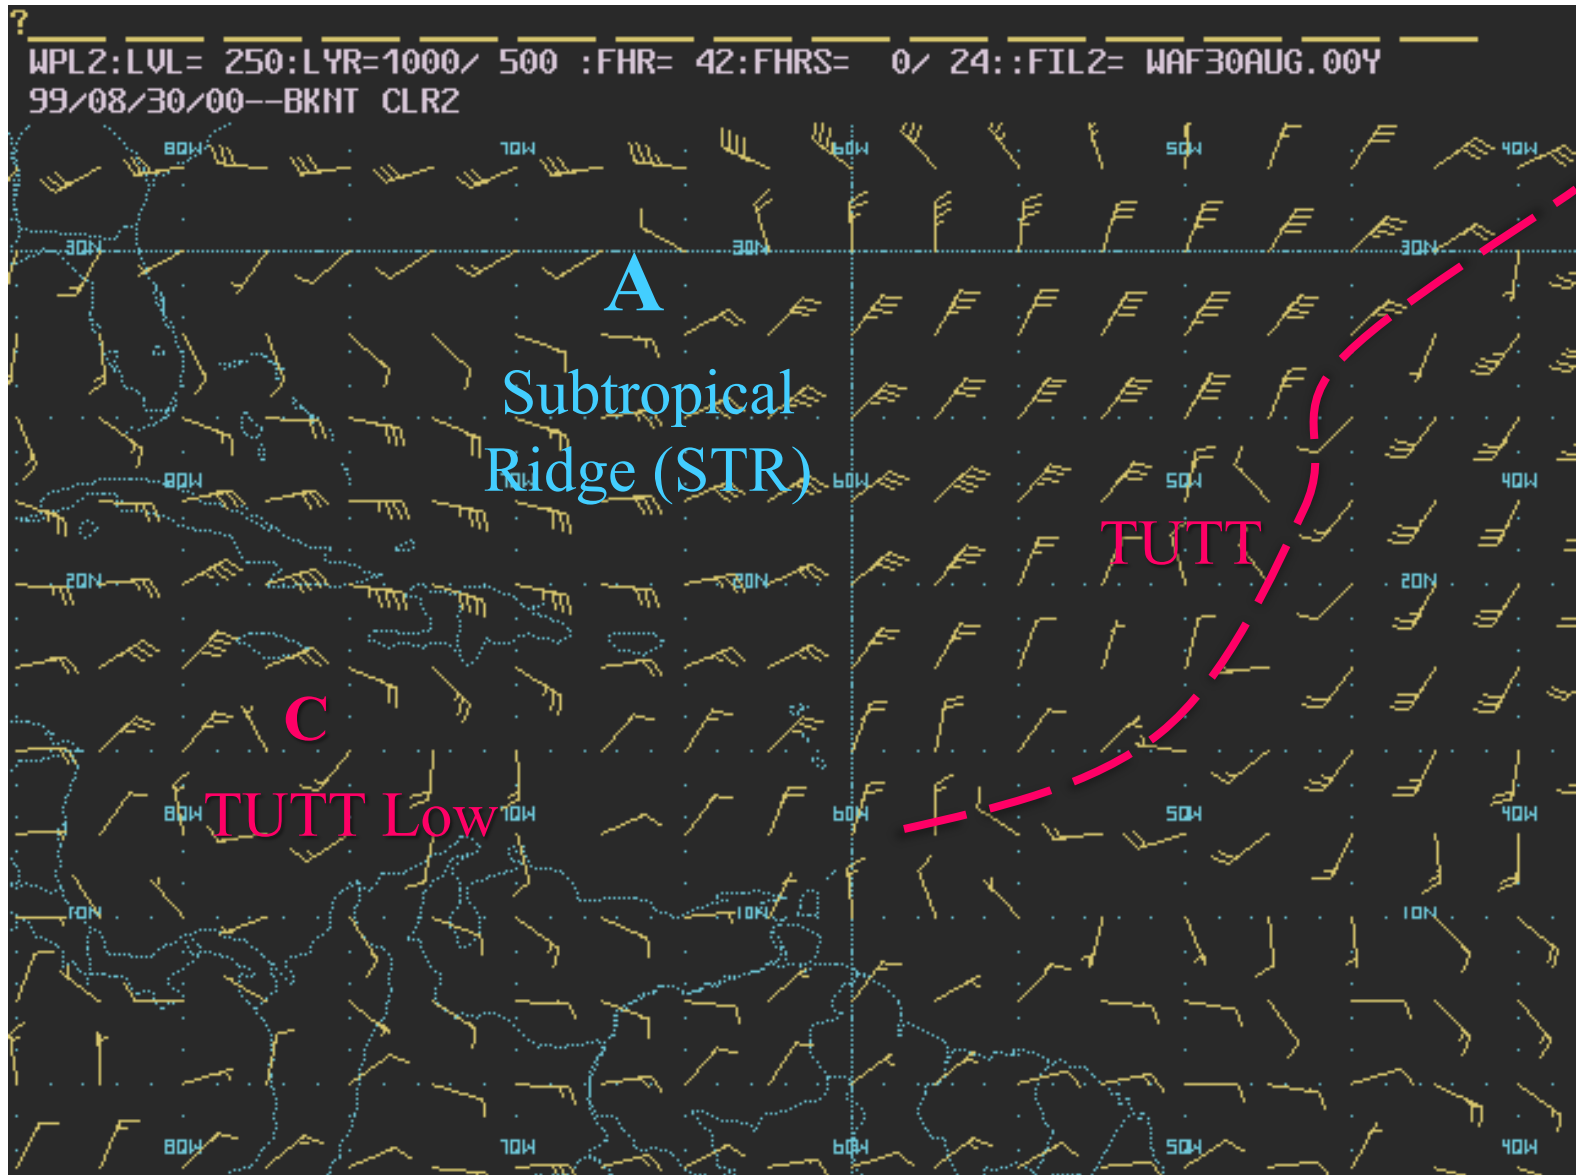 ?
WPL2:LVL= 250:LYR=1000/ 500 :FHR= 42:FHRS=  0/ 24::FIL2= WAF30AUG.00Y
99/08/30/00--BKNT CLR2
80W 70W 60W 50W 40W
30N 30N 30N
A
Subtropical
Ridge (STR)
80W 70W 60W 50W 40W
TUTT
20N 20N 20N
C
TUTT Low
80W 70W 60W 50W 40W
10N 10N 10N
80W 70W 60W 50W 40W